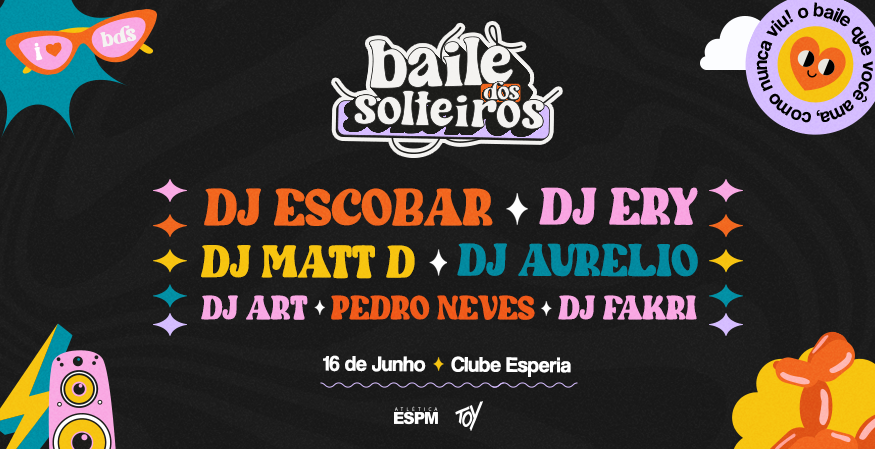 i ♥ bds
baile
dos
solteiros
o baile que você ama, como nunca viu!
DJ ESCOBAR ✦ DJ ERY
DJ MATT D ✦ DJ AURELIO
DJ ART ✦ PEDRO NEVES ✦ DJ FAKRI
16 de Junho ✦ Clube Esperia
ATLÉTICA
ESPM TOY